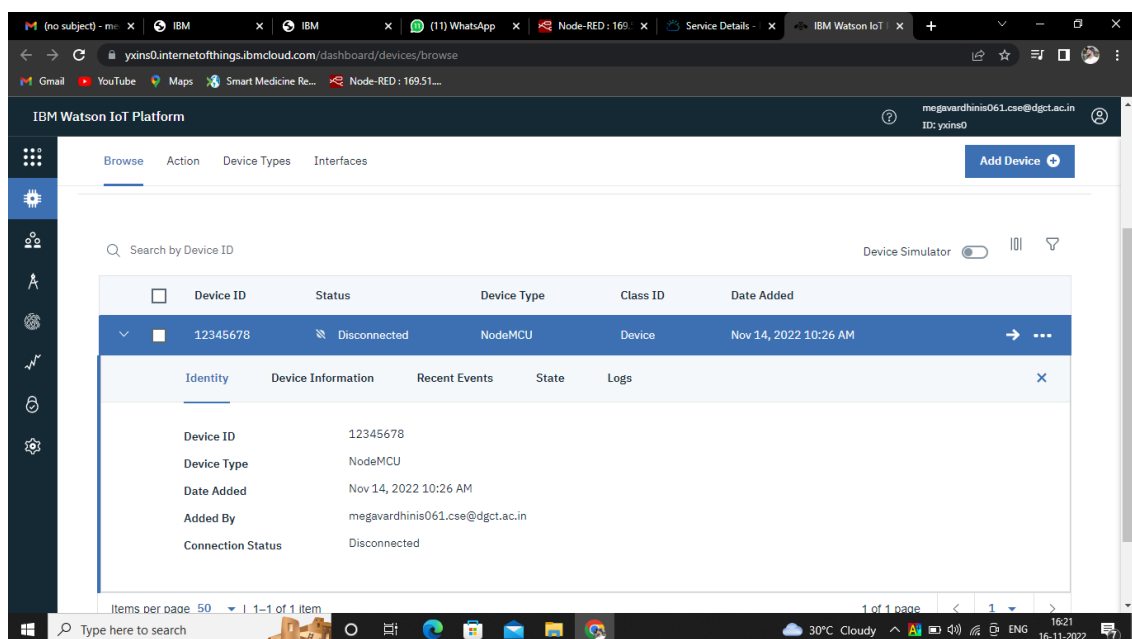 (no subject) - me
IBM
IBM
(11) WhatsApp
Node-RED : 169.
Service Details -
IBM Watson IoT
yxins0.internetofthings.ibmcloud.com/dashboard/devices/browse
Gmail
YouTube
Maps
Smart Medicine Re...
Node-RED : 169.51....
IBM Watson IoT Platform
megavardhinis061.cse@dgct.ac.in
ID: yxins0
Browse Action Device Types Interfaces
Add Device
Search by Device ID
Device Simulator
Device ID Status Device Type Class ID Date Added
12345678 Disconnected NodeMCU Device Nov 14, 2022 10:26 AM
Identity Device Information Recent Events State Logs
Device ID 12345678
Device Type NodeMCU
Date Added Nov 14, 2022 10:26 AM
Added By megavardhinis061.cse@dgct.ac.in
Connection Status Disconnected
Items per page 50 | 1–1 of 1 item
1 of 1 page 1
Type here to search
30°C Cloudy
ENG
16:21
16-11-2022